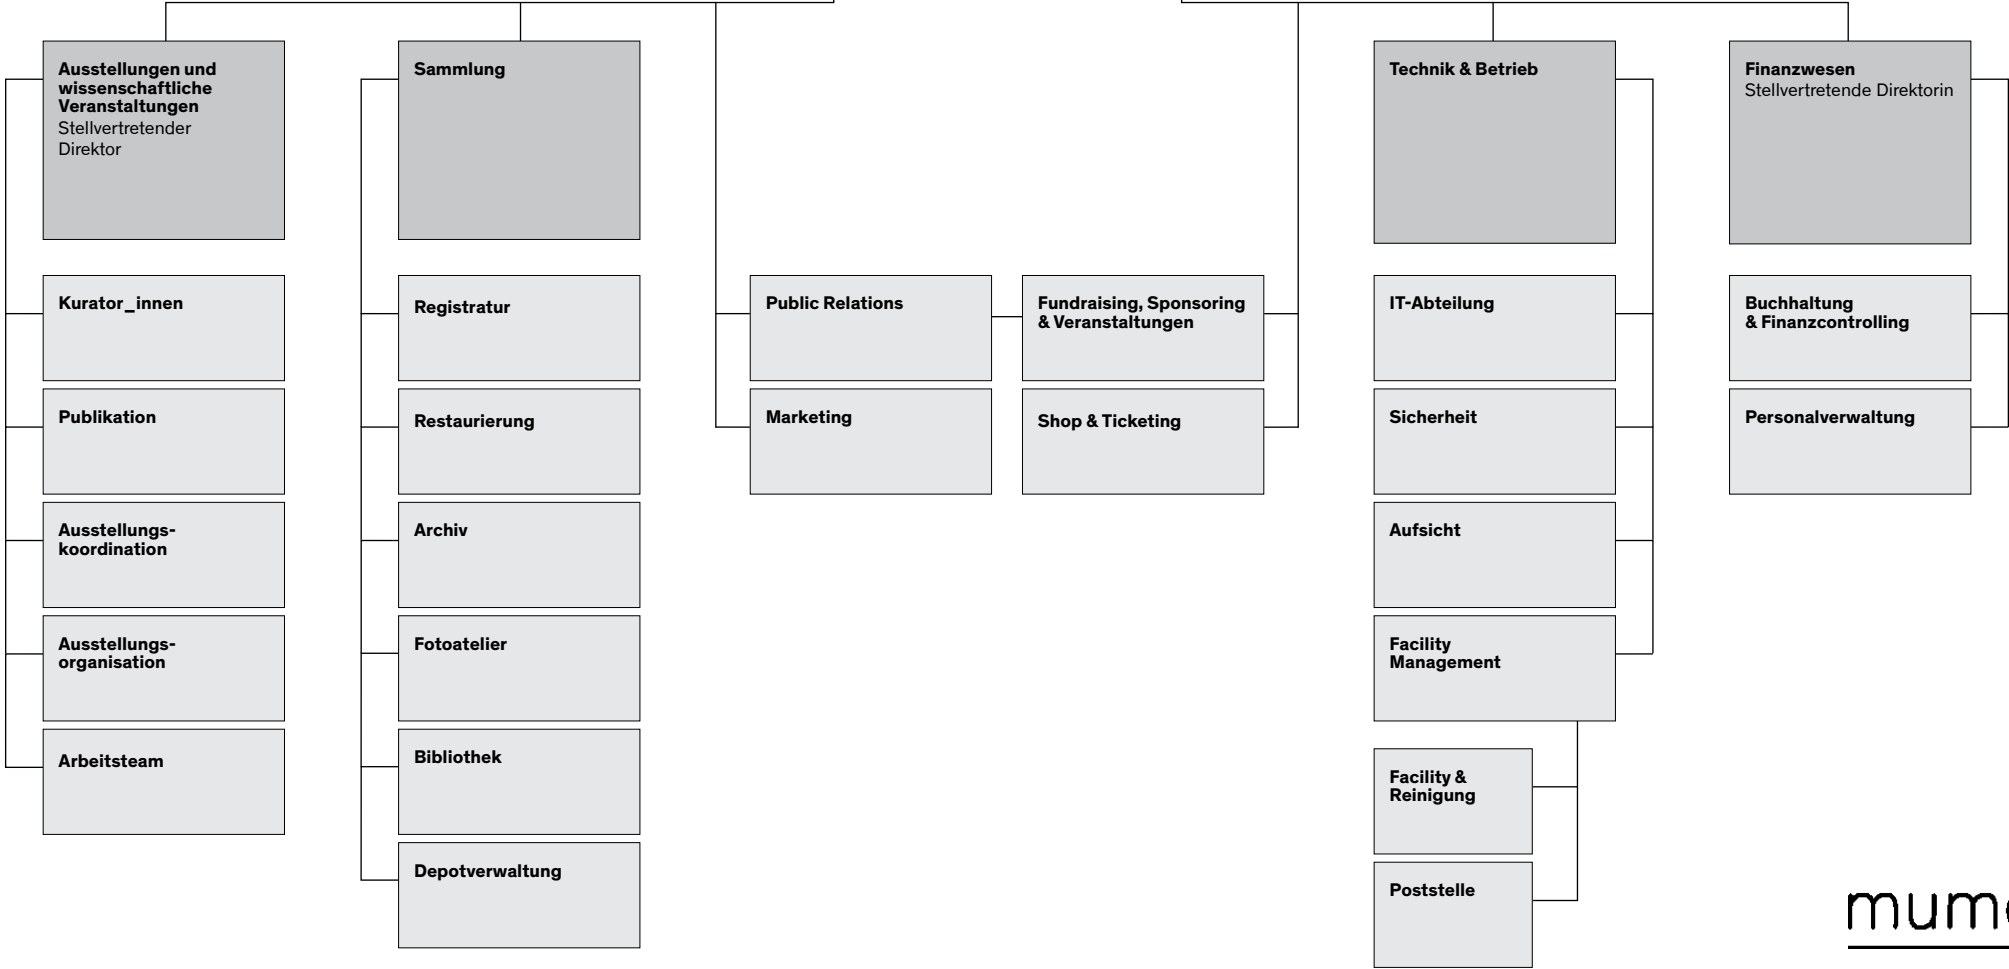 Ausstellungen und
wissenschaftliche
Veranstaltungen
Stellvertretender
Direktor
Kurator_innen
Publikation
Ausstellungs-
koordination
Ausstellungs-
organisation
Arbeitsteam
Sammlung
Registratur
Restaurierung
Archiv
Fotoatelier
Bibliothek
Depotverwaltung
Public Relations
Marketing
Fundraising, Sponsoring
& Veranstaltungen
Shop & Ticketing
Technik & Betrieb
IT-Abteilung
Sicherheit
Aufsicht
Facility
Management
Facility &
Reinigung
Poststelle
Finanzwesen
Stellvertretende Direktorin
Buchhaltung
& Finanzcontrolling
Personalverwaltung